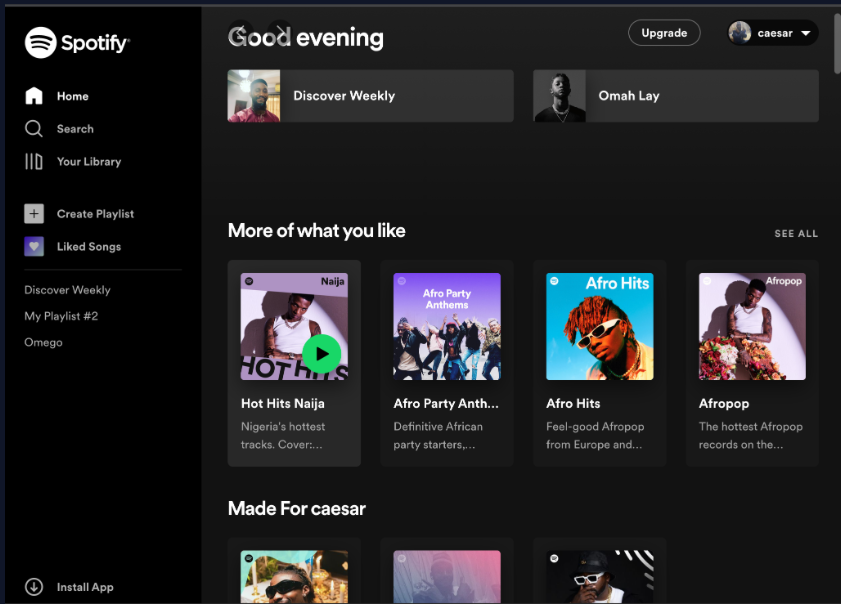 Spotify
Home
Search
Your Library
Create Playlist
Liked Songs
Discover Weekly
My Playlist #2
Omego
Install App
Good evening
Upgrade
caesar
Discover Weekly
Omah Lay
More of what you like
SEE ALL
Naija
HOT HITS
Hot Hits Naija
Nigeria's hottest
tracks. Cover:...
Afro Party
Anthems
Afro Party Anth...
Definitive African
party starters,...
Afro Hits
Afro Hits
Feel-good Afropop
from Europe and...
Afropop
Afropop
The hottest Afropop
records on the...
Made For caesar